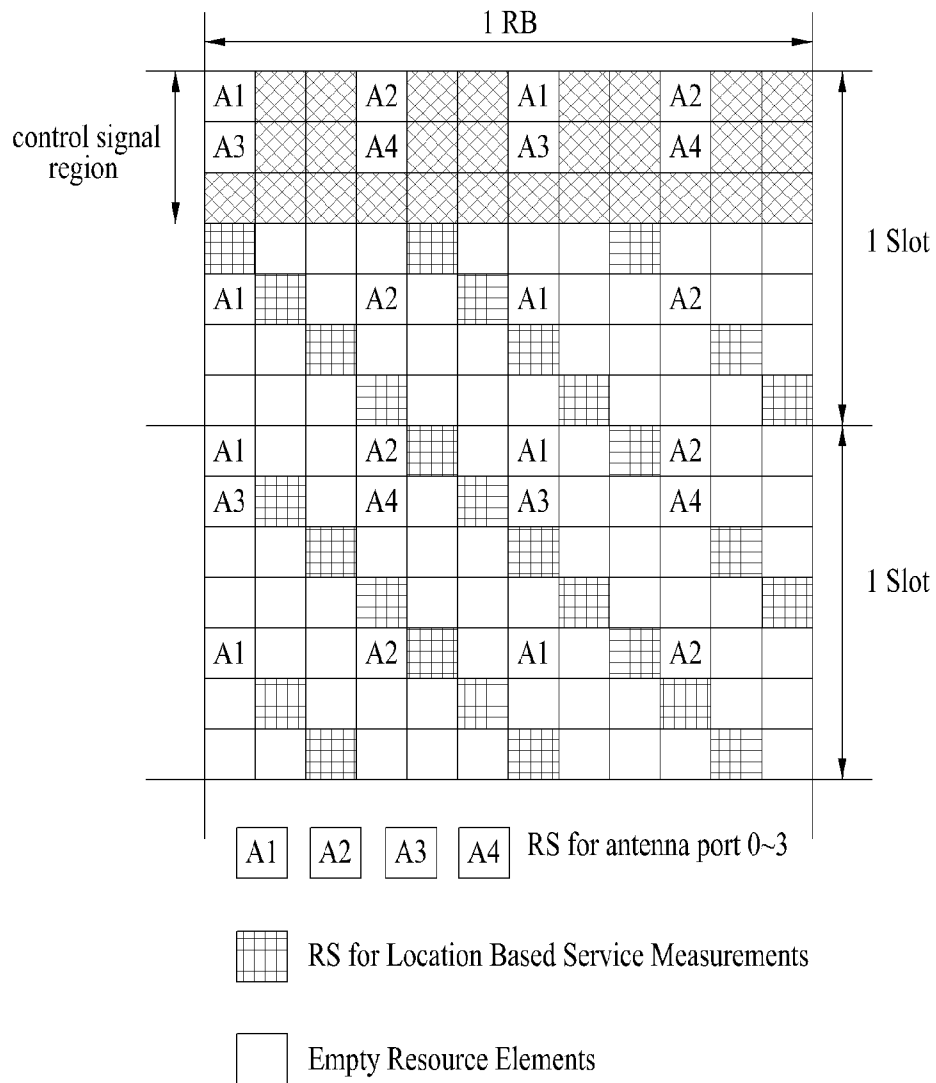 1 RB
A1 A2 A1 A2
control signal region
A3 A4 A3 A4
1 Slot
A1 A2 A1 A2
A1 A2 A1 A2
A3 A4 A3 A4
1 Slot
A1 A2 A1 A2
A1 A2 A3 A4 RS for antenna port 0~3
RS for Location Based Service Measurements
Empty Resource Elements